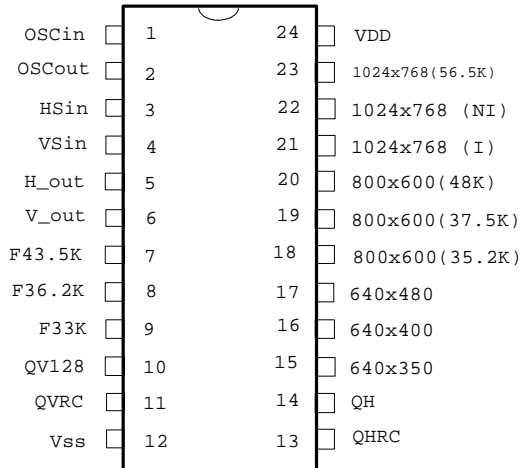 OSCin 1 24 VDD
OSCout 2 23 1024x768(56.5K)
HSin 3 22 1024x768 (NI)
VSin 4 21 1024x768 (I)
H_out 5 20 800x600(48K)
V_out 6 19 800x600(37.5K)
F43.5K 7 18 800x600(35.2K)
F36.2K 8 17 640x480
F33K 9 16 640x400
QV128 10 15 640x350
QVRC 11 14 QH
Vss 12 13 QHRC